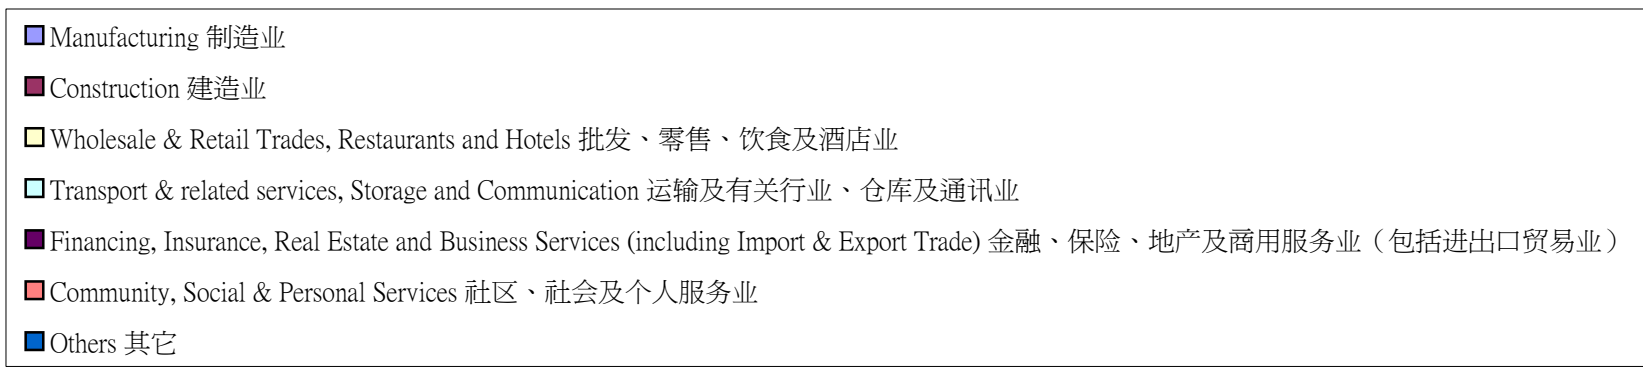 Manufacturing 制造业
Construction 建造业
Wholesale & Retail Trades, Restaurants and Hotels 批发、零售、饮食及酒店业
Transport & related services, Storage and Communication 运输及有关行业、仓库及通讯业
Financing, Insurance, Real Estate and Business Services (including Import & Export Trade) 金融、保险、地产及商用服务业（包括进出口贸易业）
Community, Social & Personal Services 社区、社会及个人服务业
Others 其它